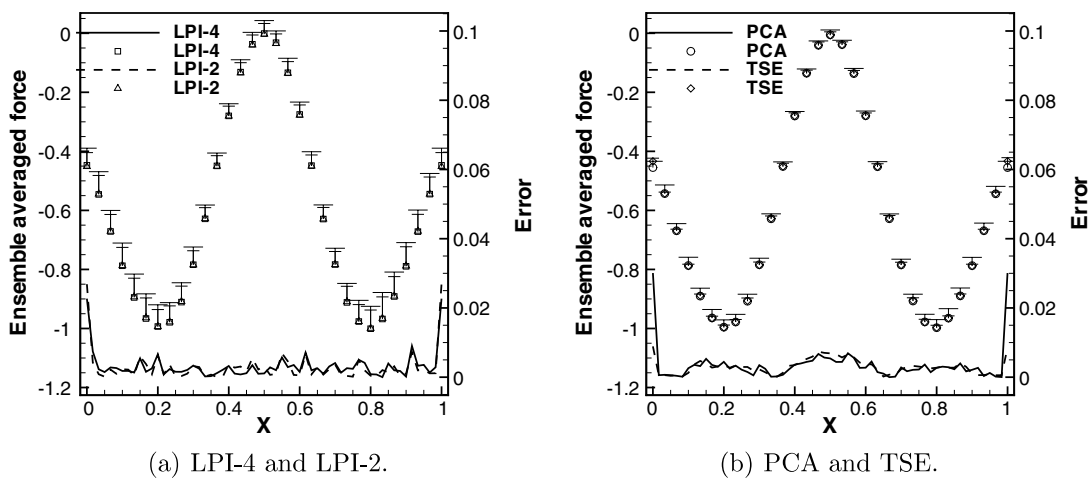 LPI-4
LPI-4
LPI-2
LPI-2
Ensemble averaged force
0
-0.2
-0.4
-0.6
-0.8
-1
-1.2
0.1
0.08
0.06
0.04
0.02
0
Error
0 0.2 0.4 0.6 0.8 1
X
(a) LPI-4 and LPI-2.
PCA
PCA
TSE
TSE
Ensemble averaged force
0
-0.2
-0.4
-0.6
-0.8
-1
-1.2
0.1
0.08
0.06
0.04
0.02
0
Error
0 0.2 0.4 0.6 0.8 1
X
(b) PCA and TSE.